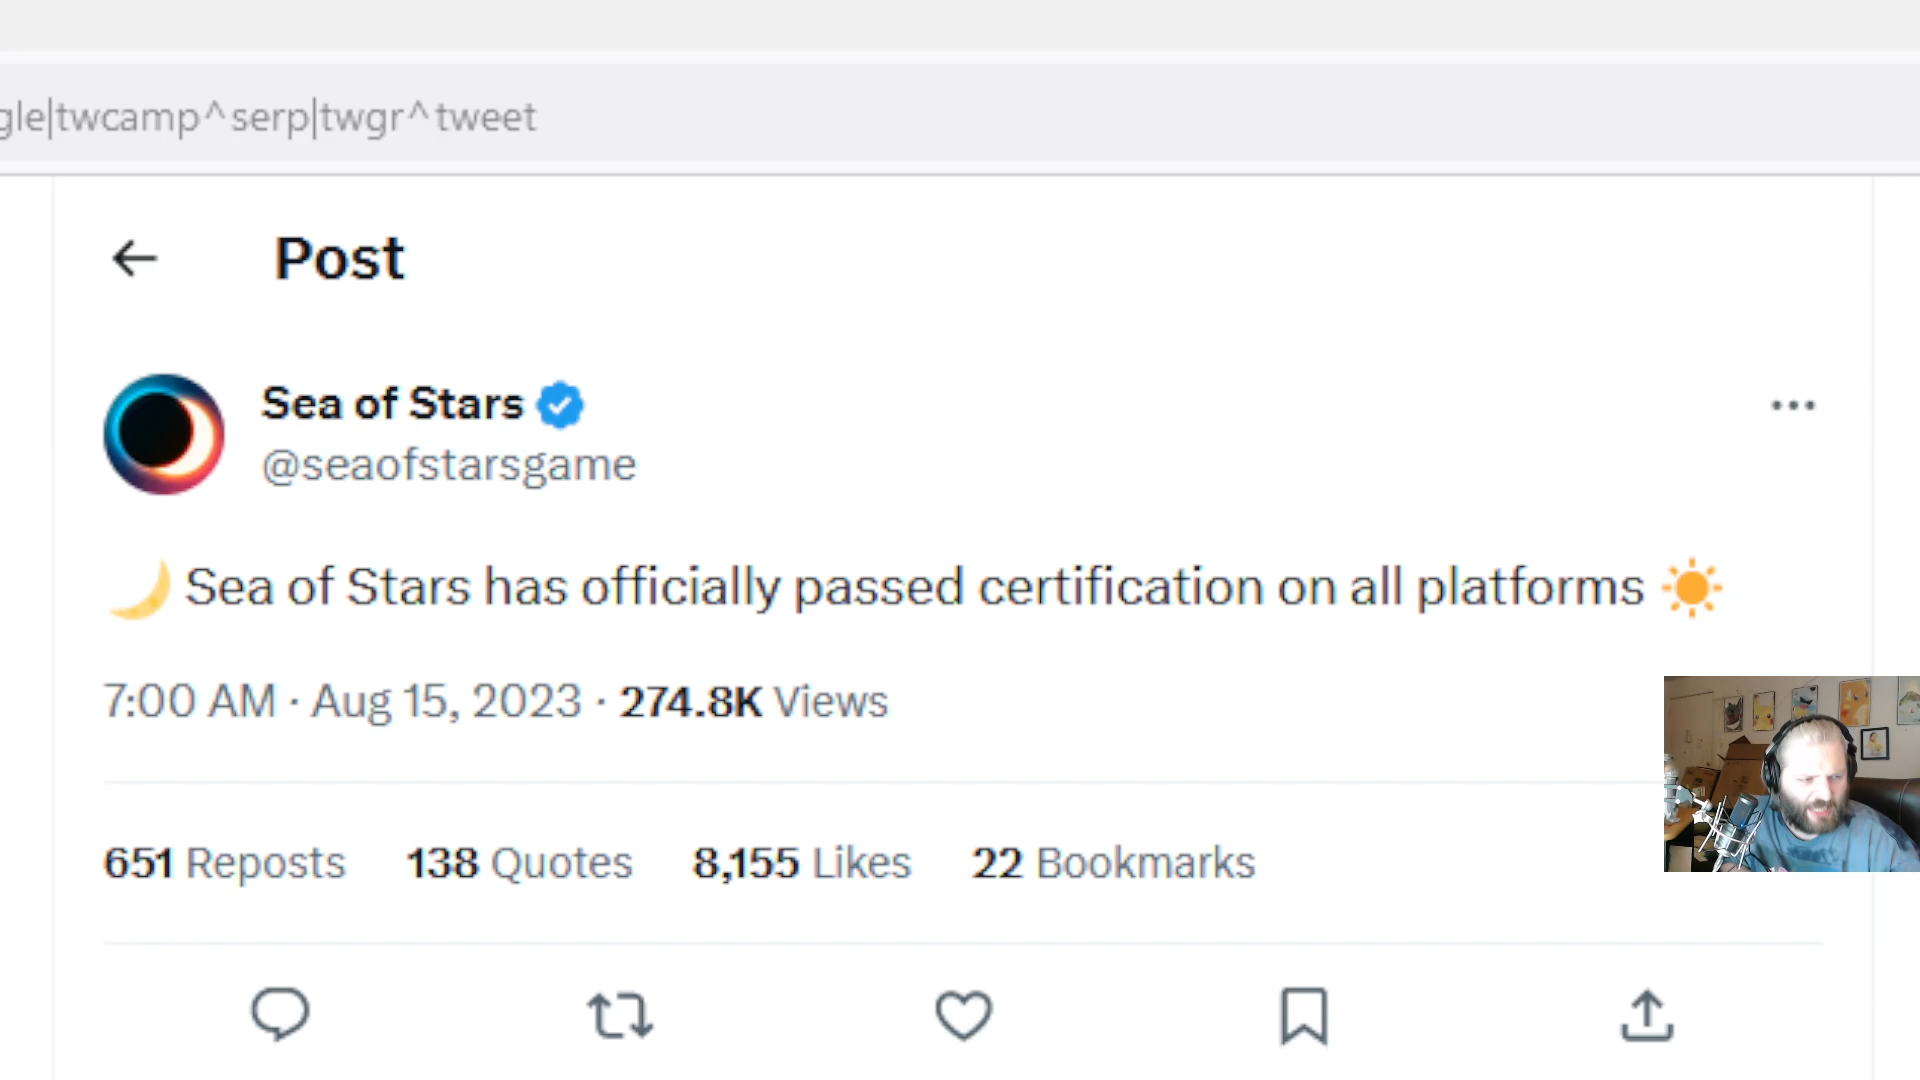 gle|twcamp^serp|twgr^tweet
Post
Sea of Stars
@seaofstarsgame
🌙 Sea of Stars has officially passed certification on all platforms ☀️
7:00 AM · Aug 15, 2023 · 274.8K Views
651 Reposts 138 Quotes 8,155 Likes 22 Bookmarks